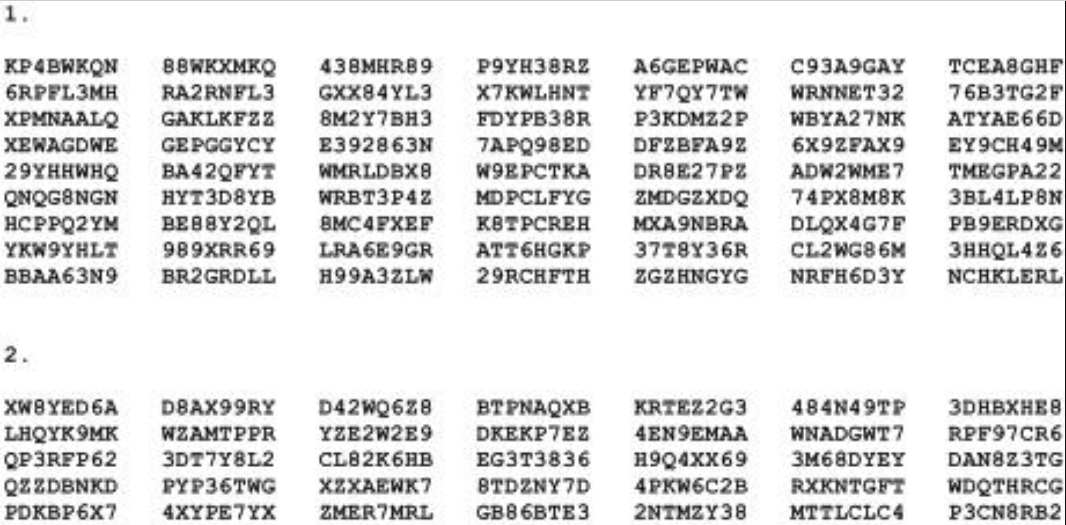 1.
KP4BWKQN 88WKXMKQ 438MHR89 P9YH38RZ A6GEPWAC C93A9GAY TCEA8GHF
6RPFL3MH RA2RNFL3 GXX84YL3 X7KWLHNT YF7QY7TW WRNNET32 76B3TG2F
XPMNAALQ GAKLKFZZ 8M2Y7BH3 FDYPB38R P3KDMZ2P WBYA27NK ATYAE66D
XEWAGDWE GEPGGYCY E392863N 7APQ98ED DFZBFA9Z 6X9ZFAX9 EY9CH49M
29YHHWHQ BA42QFYT WMRLDBX8 W9EPCTKA DR8E27PZ ADW2WME7 TMEGPA22
QNQG8NGN HYT3D8YB WRBT3P4Z MDPCLFYG ZMDGZXDQ 74PX8M8K 3BL4LP8N
HCPPQ2YM BE88Y2QL 8MC4FXEF K8TPCREH MXA9NBRA DLQX4G7F PB9ERDXG
YKW9YHLT 989XRR69 LRA6E9GR ATT6HGKP 37T8Y36R CL2WG86M 3HHQL4Z6
BBAA63N9 BR2GRDLL H99A3ZLW 29RCHFTH ZGZHNGYG NRFH6D3Y NCHKLERL
2.
XW8YED6A D8AX99RY D42WQ6Z8 BTPNAQXB KRTEZ2G3 484N49TP 3DHBXHE8
LHQYK9MK WZAMTPPR YZE2W2E9 DKEKP7EZ 4EN9EMAA WNADGWT7 RPF97CR6
QP3RFP62 3DT7Y8L2 CL82K6HB EG3T3836 H9Q4XX69 3M68DYEY DAN8Z3TG
QZZDBNKD PYP36TWG XZXAEWK7 8TDZNY7D 4PKW6C2B RXKNTGFT WDQTHRCG
PDKBP6X7 4XYPE7YX ZMER7MRL GB86BTE3 2NTMZY38 MTTLCLC4 P3CN8RB2